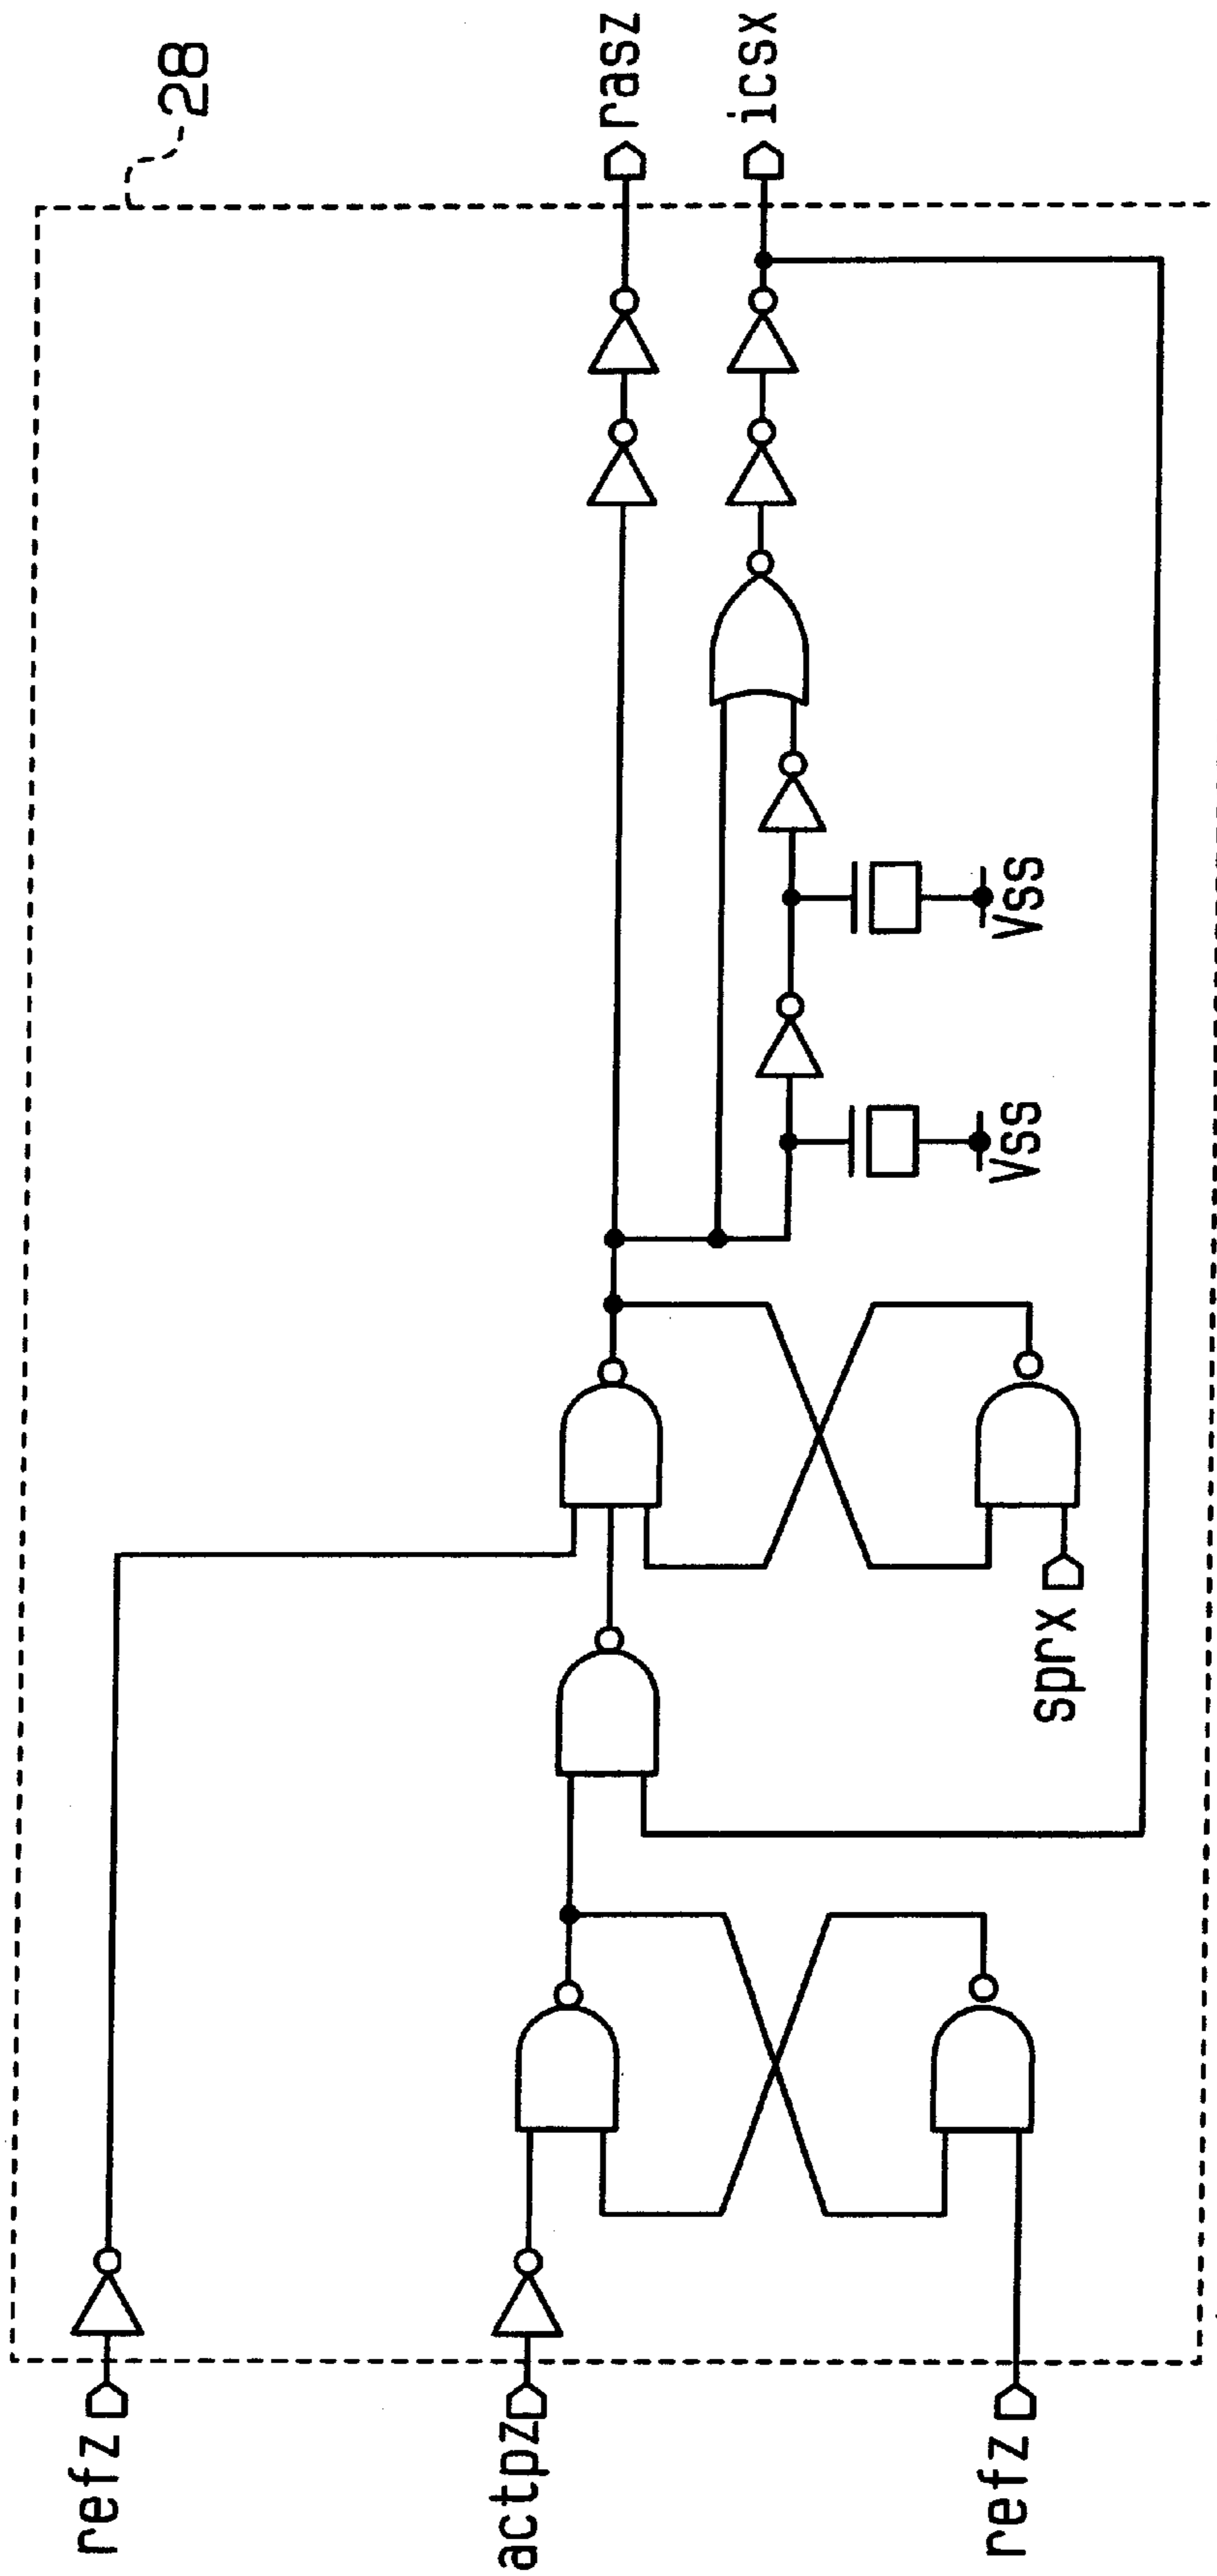 28
refz
actpz
refz
sprx
Vss
Vss
rasz
icsx